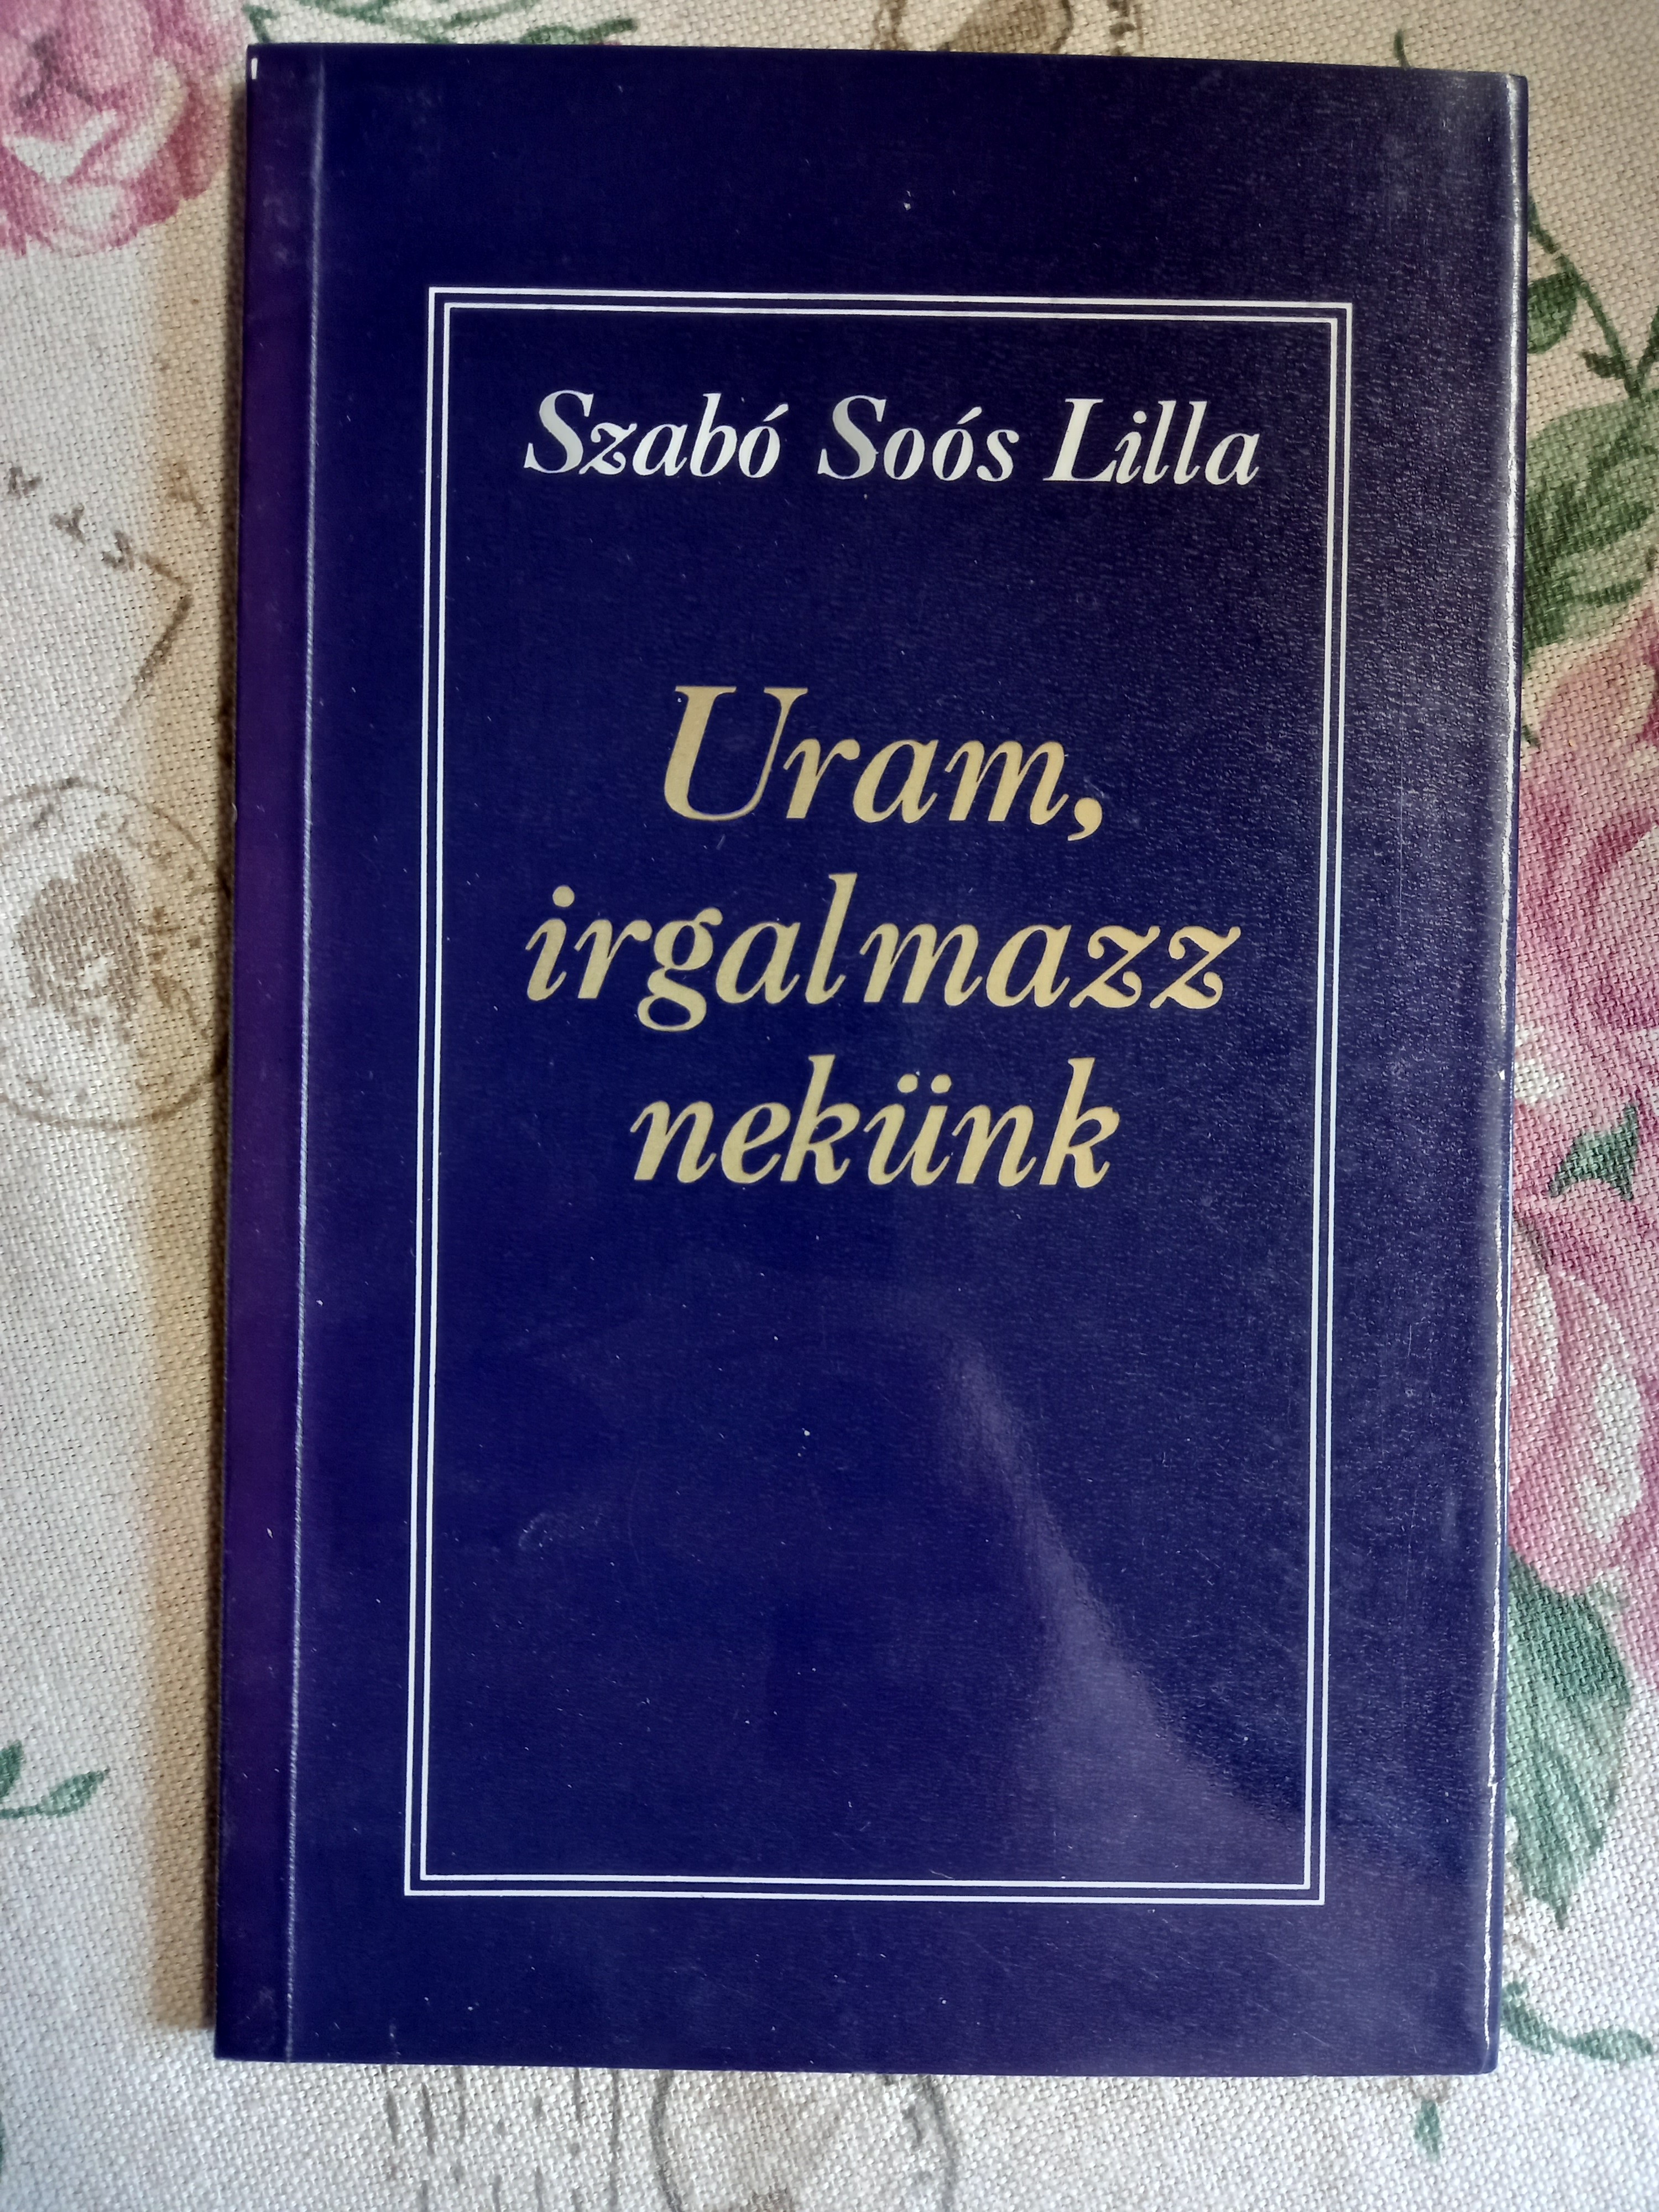 Szabó Soós Lilla
Uram,
irgalmazz
nekünk